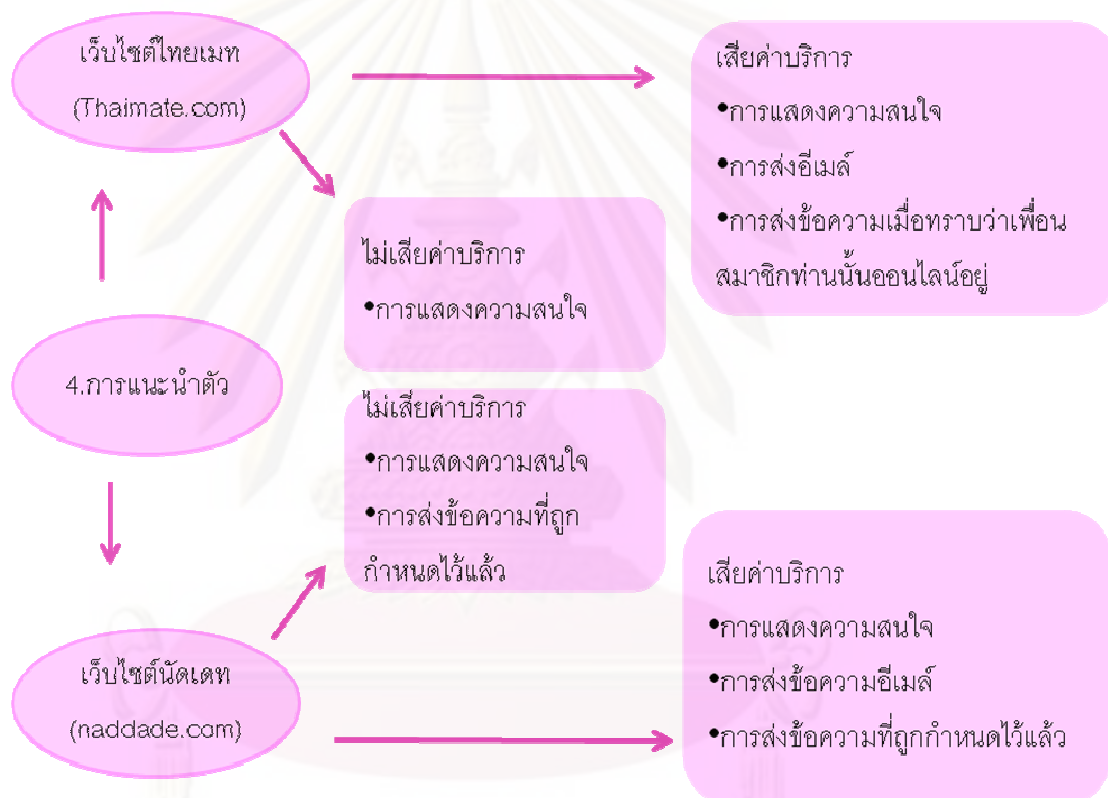 เว็บไซต์ไทยเมท
(Thaimate.com)
เสียค่าบริการ
•การแสดงความสนใจ
•การส่งอีเมล์
•การส่งข้อความเมื่อทราบว่าเพื่อน
สมาชิกท่านนั้นออนไลน์อยู่
ไม่เสียค่าบริการ
•การแสดงความสนใจ
4.การแนะนำตัว
ไม่เสียค่าบริการ
•การแสดงความสนใจ
•การส่งข้อความที่ถูก
กำหนดไว้แล้ว
เว็บไซต์นัดเดท
(naddade.com)
เสียค่าบริการ
•การแสดงความสนใจ
•การส่งข้อความอีเมล์
•การส่งข้อความที่ถูกกำหนดไว้แล้ว